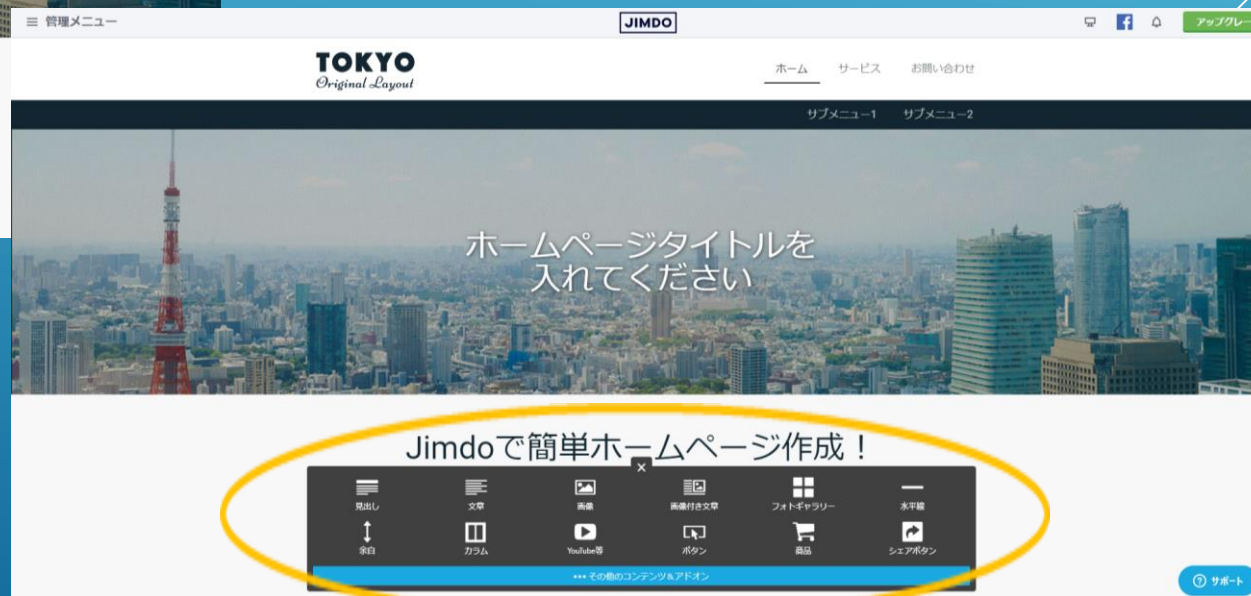 管理メニュー
JIMDO
アップグレー
TOKYO
Original Layout
ホーム サービス お問い合わせ
サブメニュー1 サブメニュー2
ホームページタイトルを
入れてください
Jimdoで簡単ホームページ作成！
見出し 文章 画像 画像付き文章 フォトギャラリー 水平線
余白 カラム YouTube等 ボタン 商品 シェアボタン
••• その他のコンテンツ&アドオン
サポート